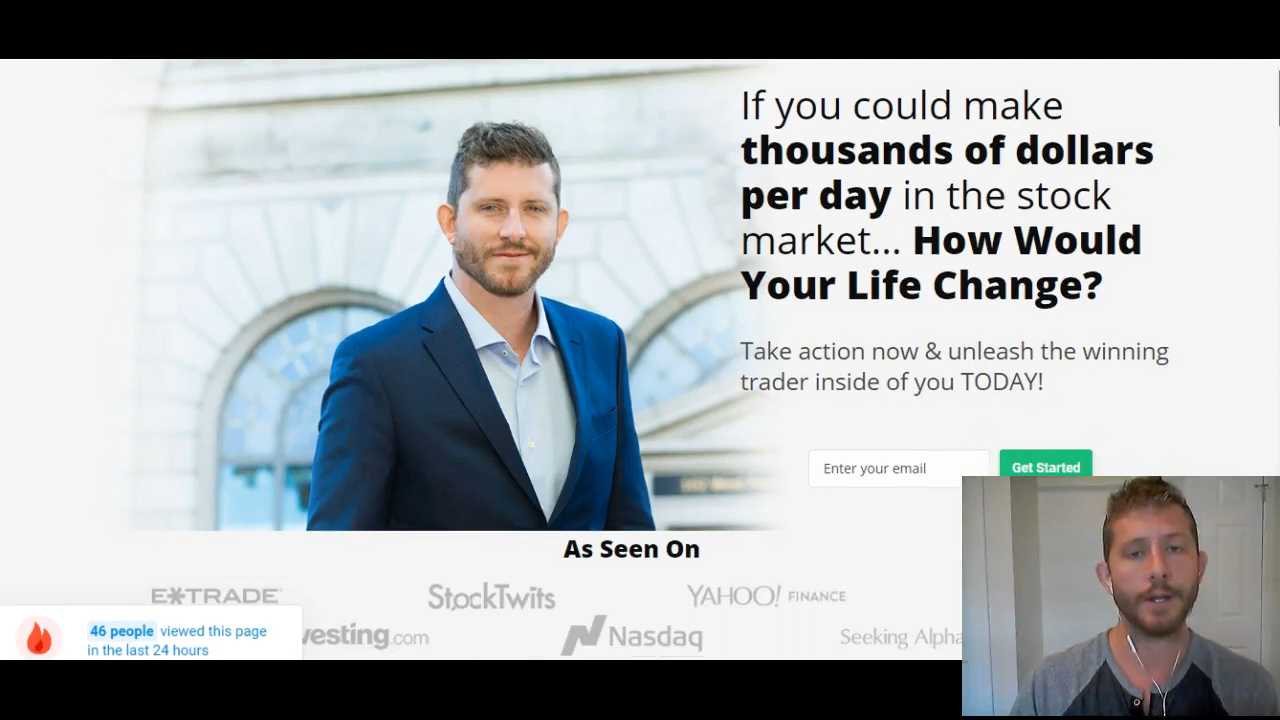 If you could make
thousands of dollars
per day in the stock
market... How Would
Your Life Change?
Take action now & unleash the winning
trader inside of you TODAY!
Enter your email
Get Started
As Seen On
E*TRADE
StockTwits
YAHOO! FINANCE
46 people viewed this page
in the last 24 hours
vesting.com
Nasdaq
Seeking Alpha